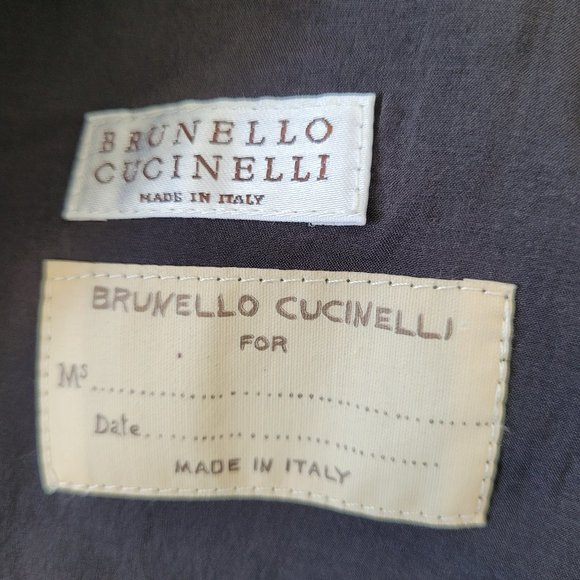 BRUNELLO
CUCINELLI
MADE IN ITALY
BRUNELLO CUCINELLI
FOR
Ms
Date
MADE IN ITALY